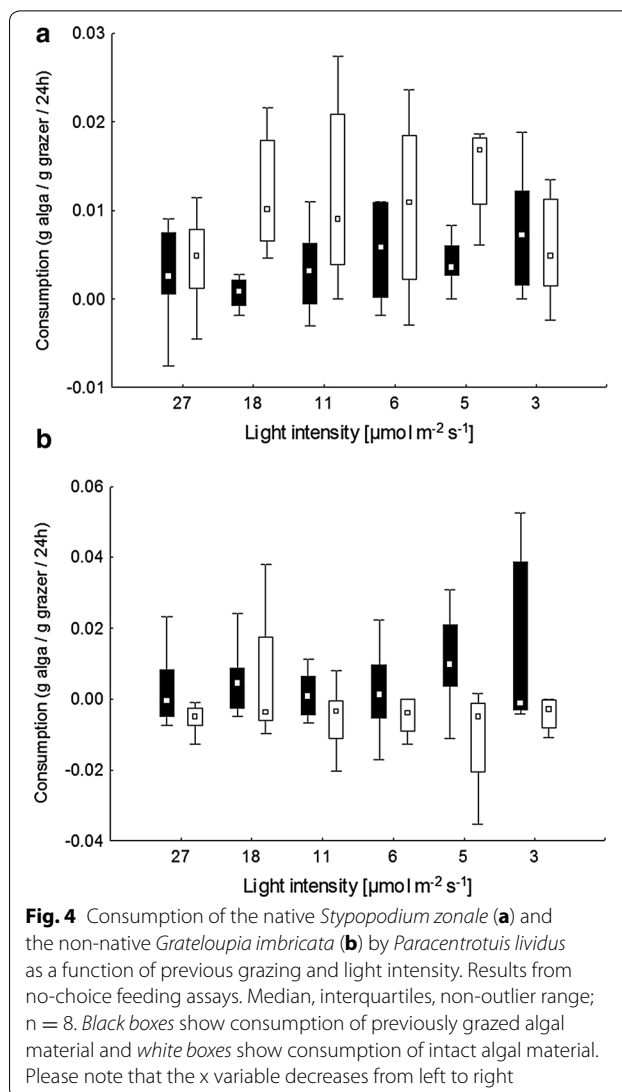 a
0.03
0.02
0.01
0.00
-0.01
Consumption (g alga / g grazer / 24h)
27 18 11 6 5 3
Light intensity [µmol m-2 s-1]
b
0.06
0.04
0.02
0.00
-0.02
-0.04
Consumption (g alga / g grazer / 24h)
27 18 11 6 5 3
Light intensity [µmol m-2 s-1]
Fig. 4 Consumption of the native Stypopodium zonale (a) and
the non-native Grateloupia imbricata (b) by Paracentrotuis lividus
as a function of previous grazing and light intensity. Results from
no-choice feeding assays. Median, interquartiles, non-outlier range;
n = 8. Black boxes show consumption of previously grazed algal
material and white boxes show consumption of intact algal material.
Please note that the x variable decreases from left to right